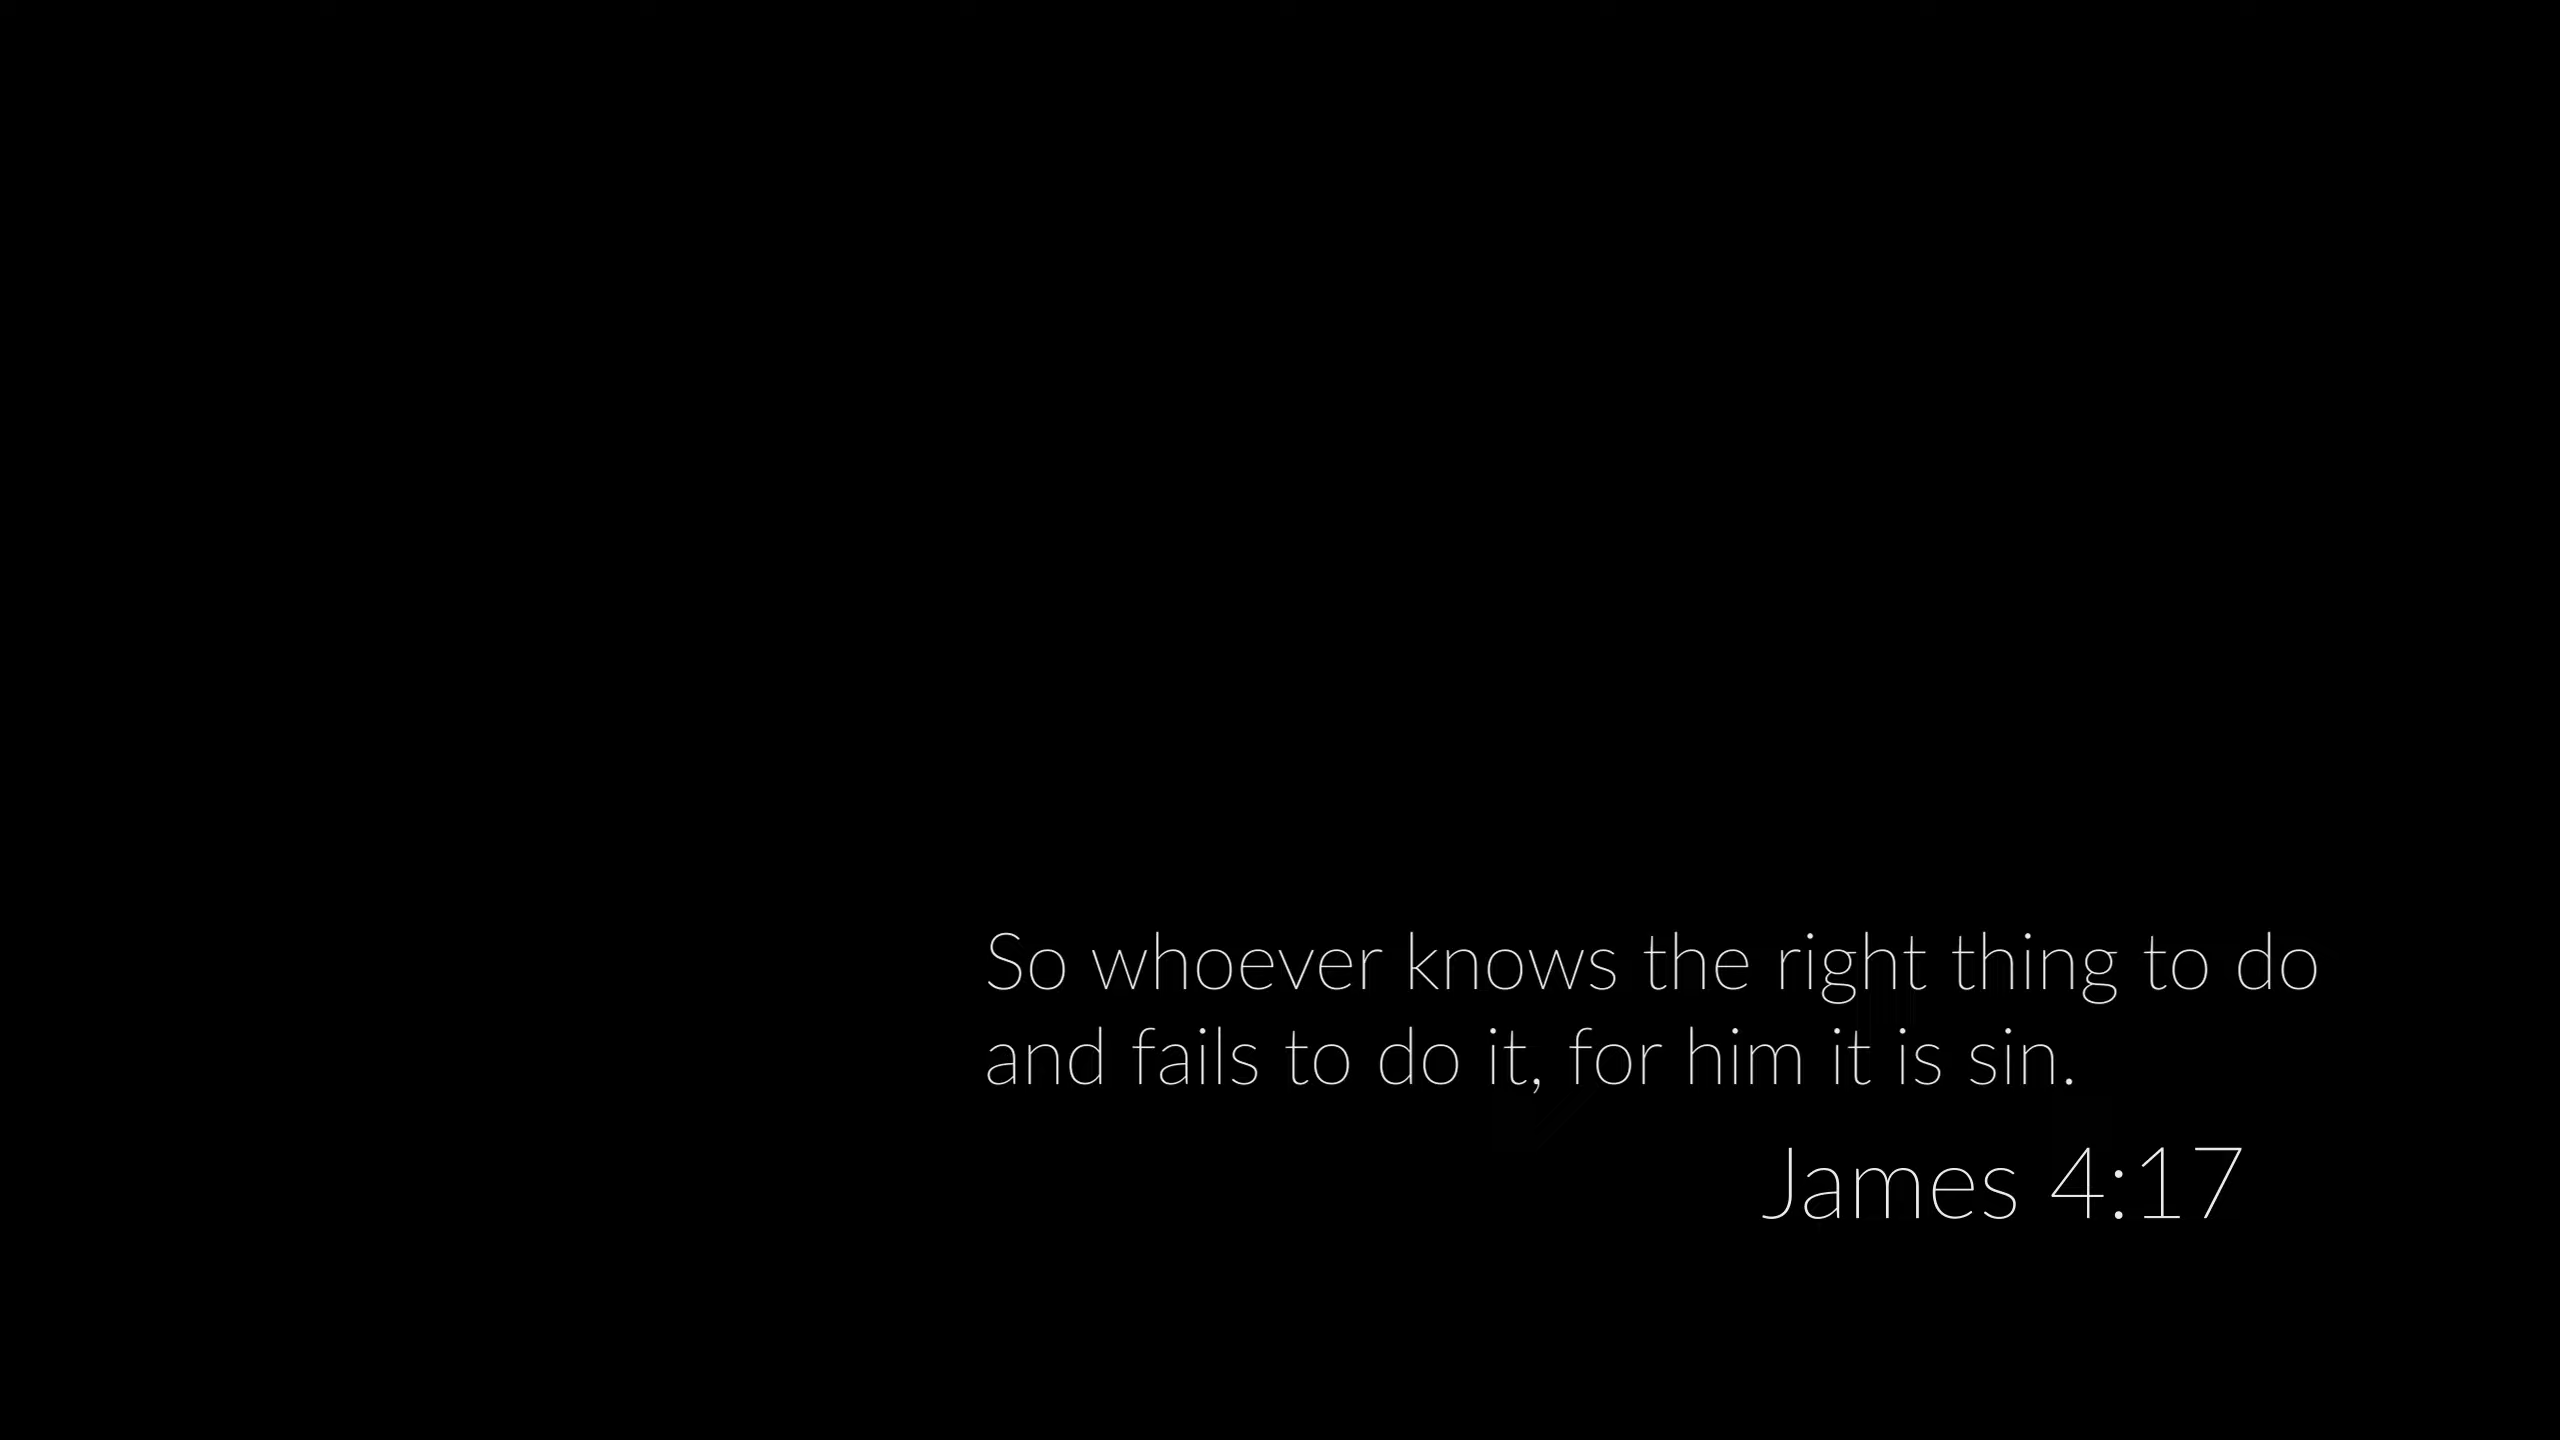 So whoever knows the right thing to do
and fails to do it, for him it is sin.
James 4:17